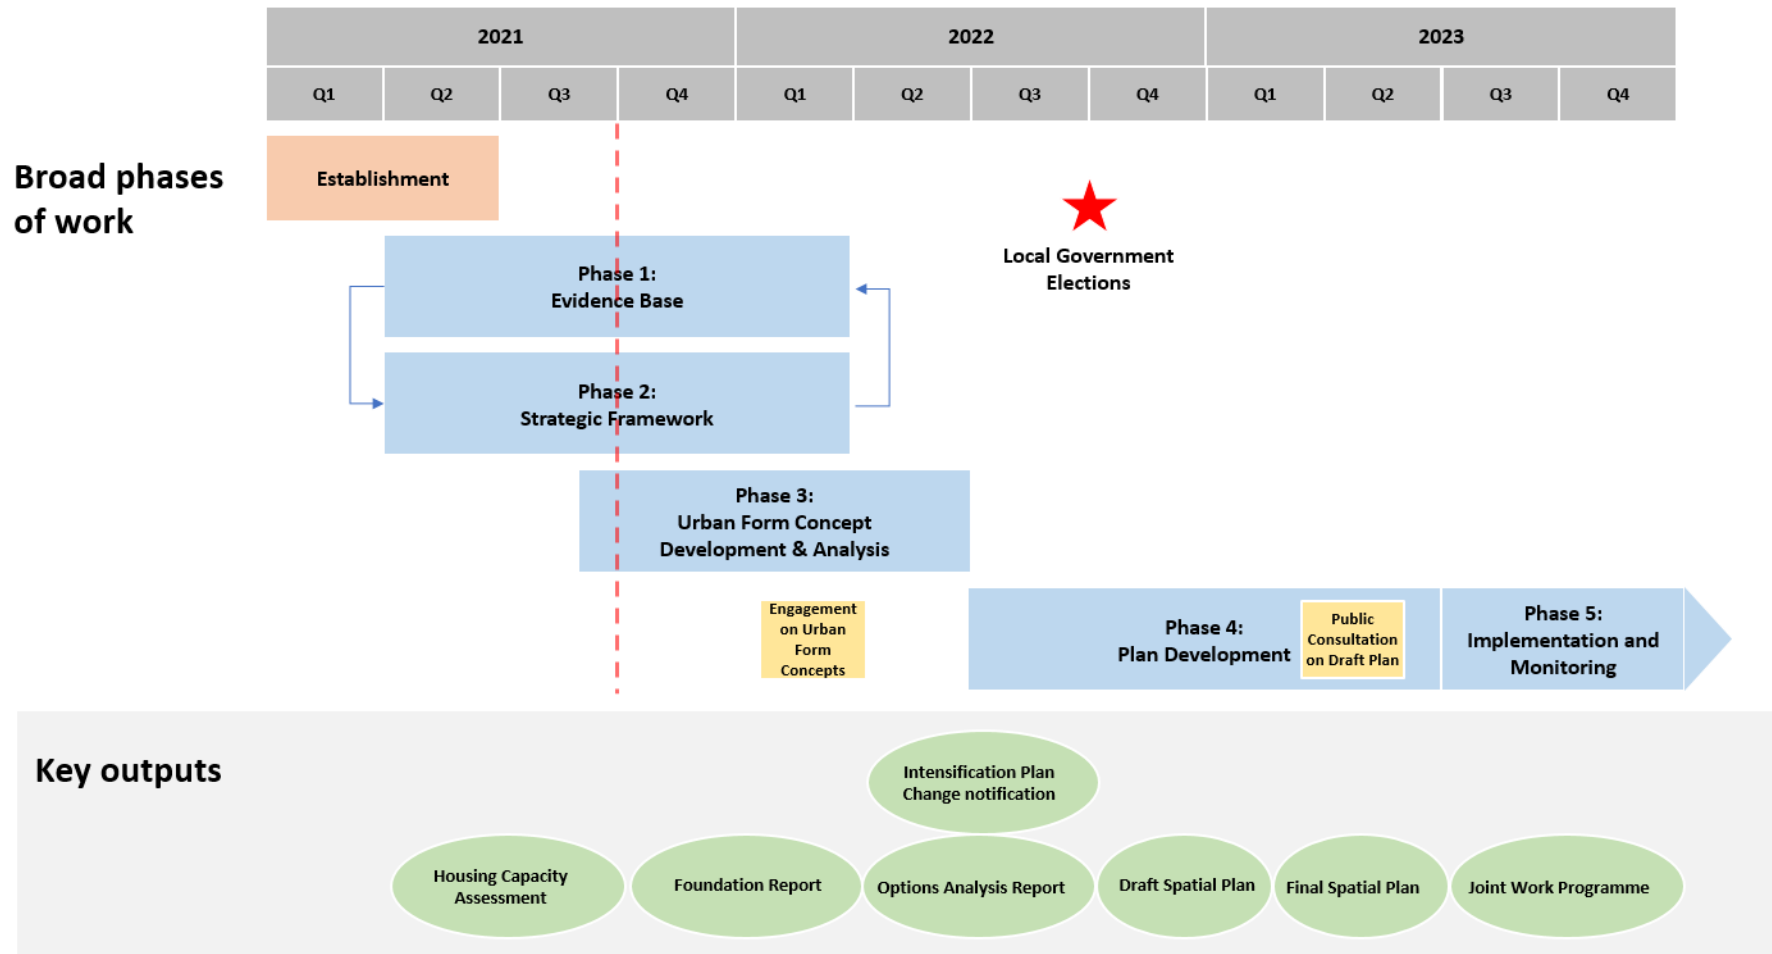 2021
2022
2023
Q1
Q2
Q3
Q4
Q1
Q2
Q3
Q4
Q1
Q2
Q3
Q4
Broad phases
of work
Establishment
Local Government
Elections
Phase 1:
Evidence Base
Phase 2:
Strategic Framework
Phase 3:
Urban Form Concept
Development & Analysis
Engagement
on Urban
Form
Concepts
Phase 4:
Plan Development
Public
Consultation
on Draft Plan
Phase 5:
Implementation and
Monitoring
Key outputs
Intensification Plan
Change notification
Housing Capacity
Assessment
Foundation Report
Options Analysis Report
Draft Spatial Plan
Final Spatial Plan
Joint Work Programme